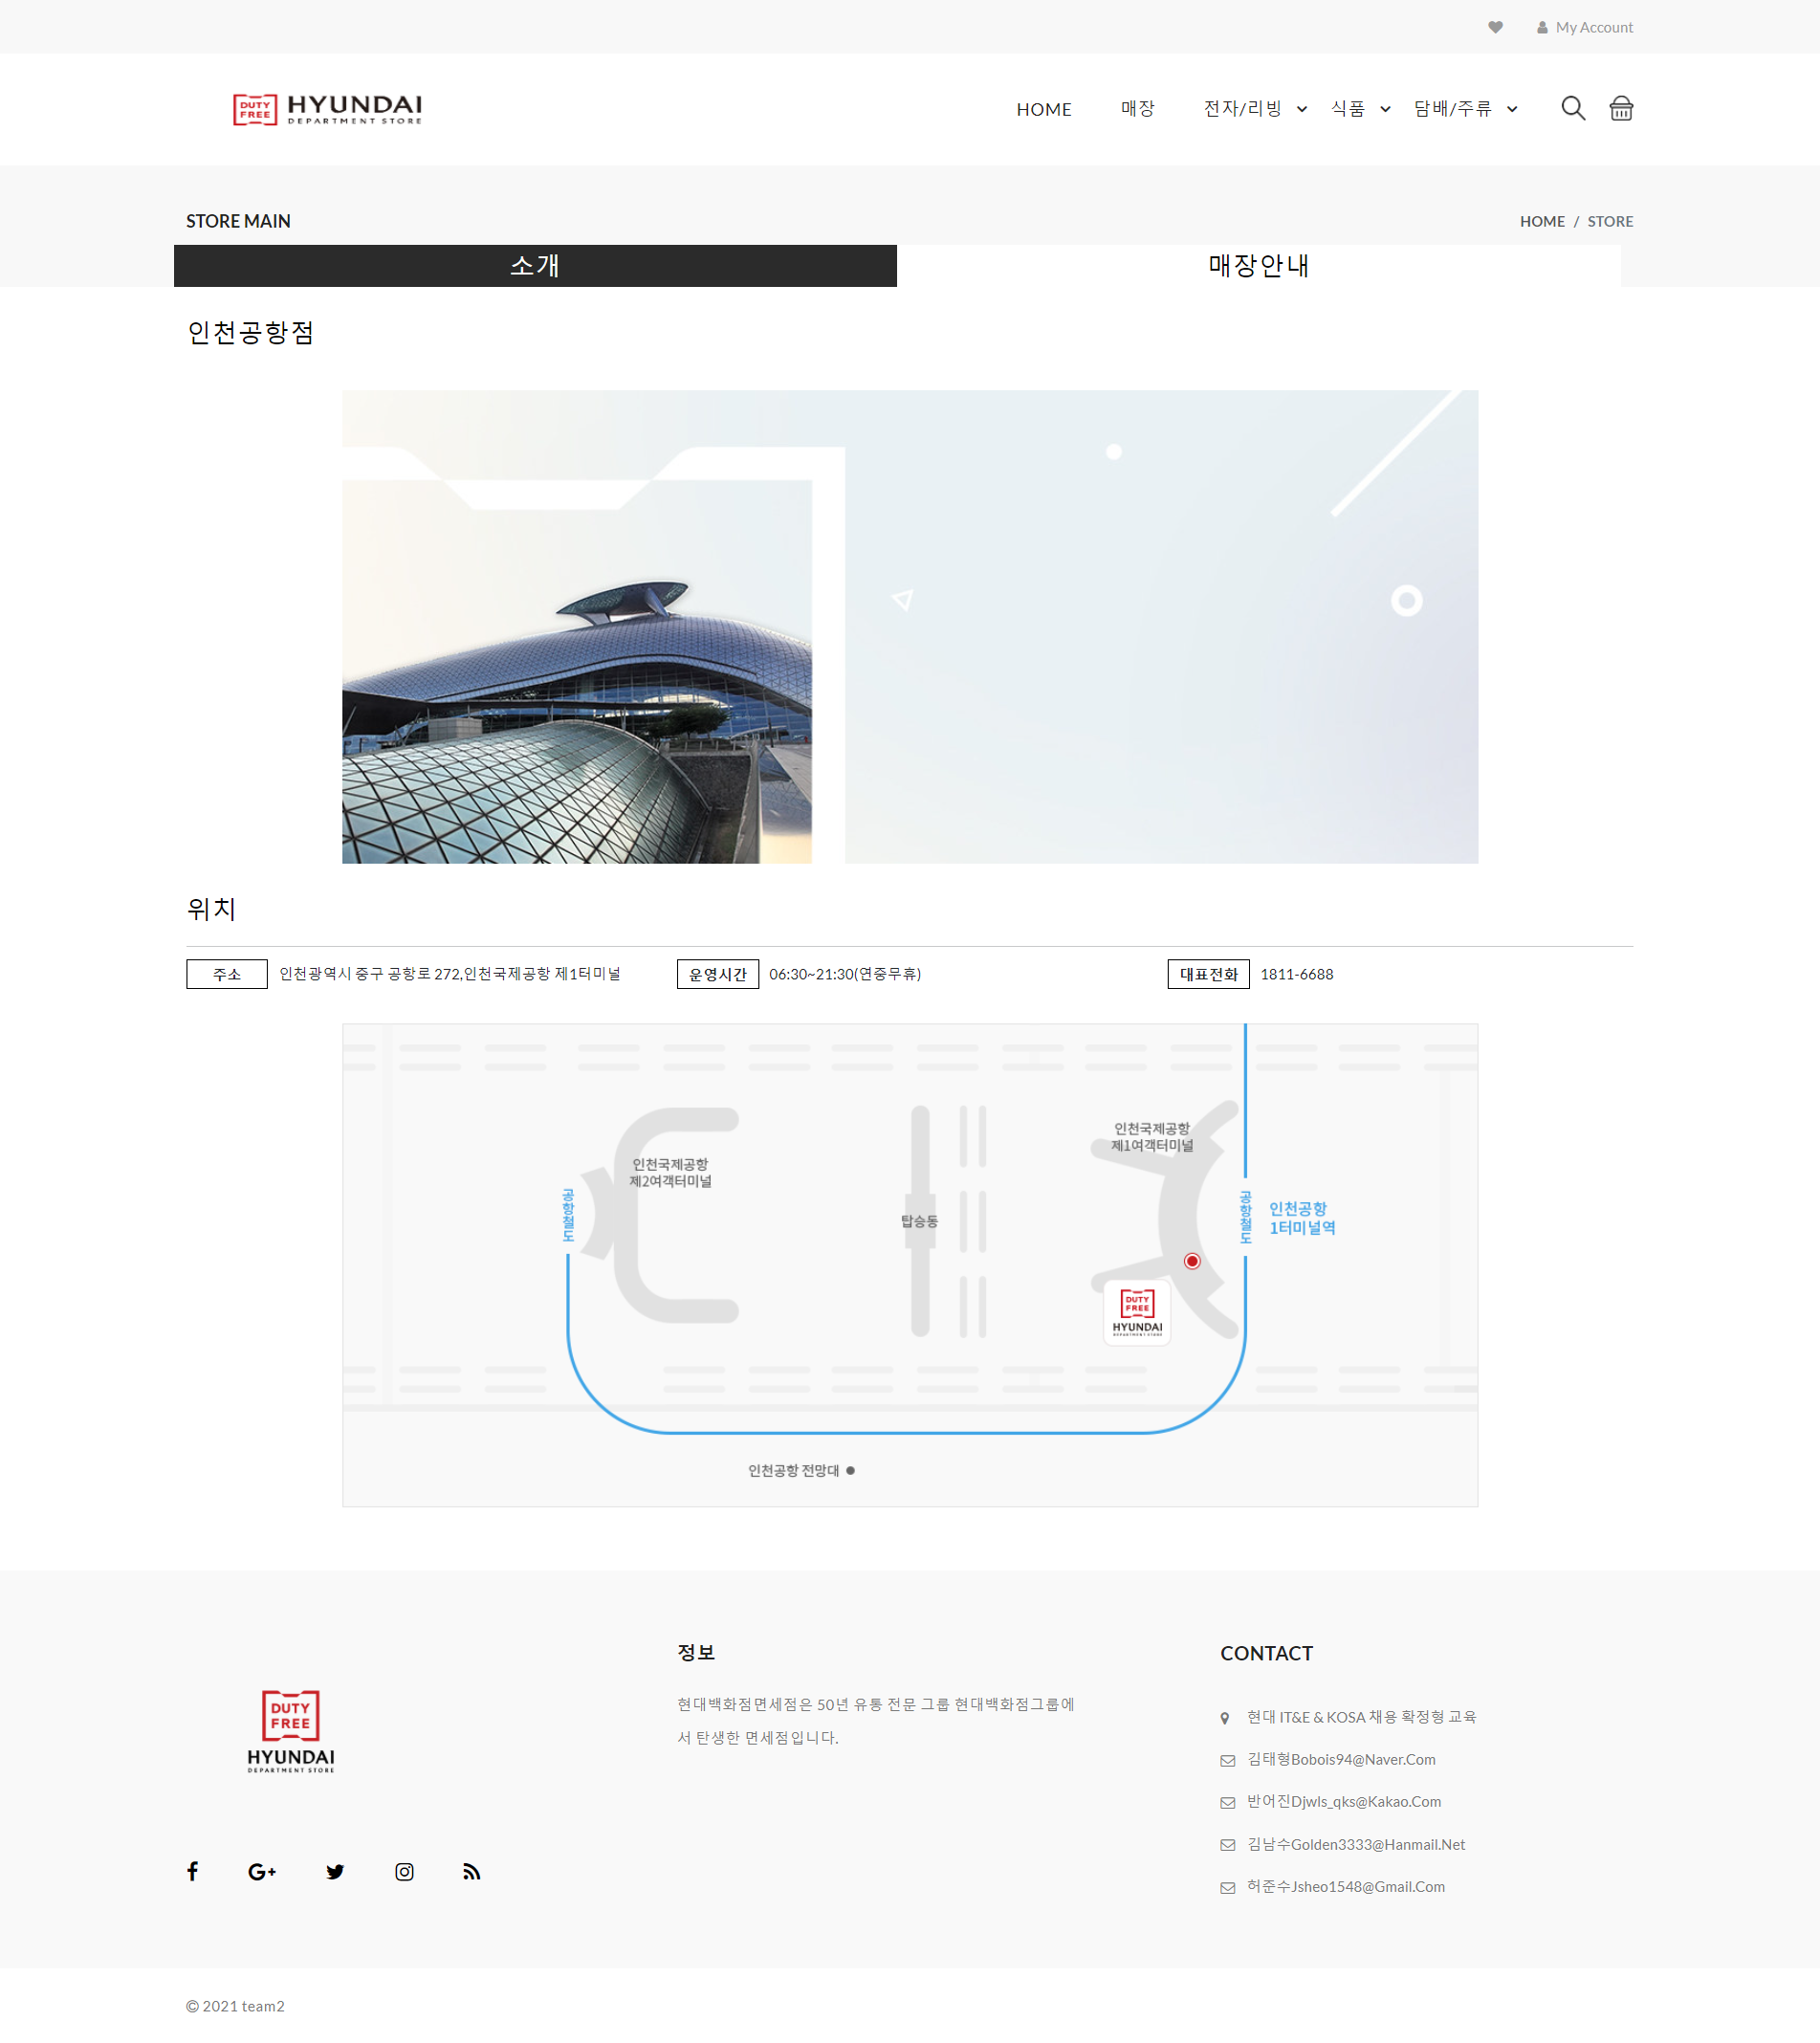 My Account
DUTY FREE HYUNDAI
DEPARTMENT STORE
HOME 매장 전자/리빙 식품 담배/주류
STORE MAIN
HOME / STORE
소개 매장안내
인천공항점
위치
주소 인천광역시 중구 공항로 272,인천국제공항 제1터미널 운영시간 06:30~21:30(연중무휴) 대표전화 1811-6688
인천국제공항
제1여객터미널
인천국제공항
제2여객터미널
공항철도
탑승동
공항철도
인천공항
1터미널역
DUTY
FREE
HYUNDAI
DEPARTMENT STORE
인천공항 전망대
DUTY
FREE
HYUNDAI
DEPARTMENT STORE
정보
현대백화점면세점은 50년 유통 전문 그룹 현대백화점그룹에
서 탄생한 면세점입니다.
CONTACT
현대 IT&E & KOSA 채용 확정형 교육
김태형Bobois94@Naver.Com
반어진Djwls_qks@Kakao.Com
김남수Golden3333@Hanmail.Net
허준수Jsheo1548@Gmail.Com
© 2021 team2